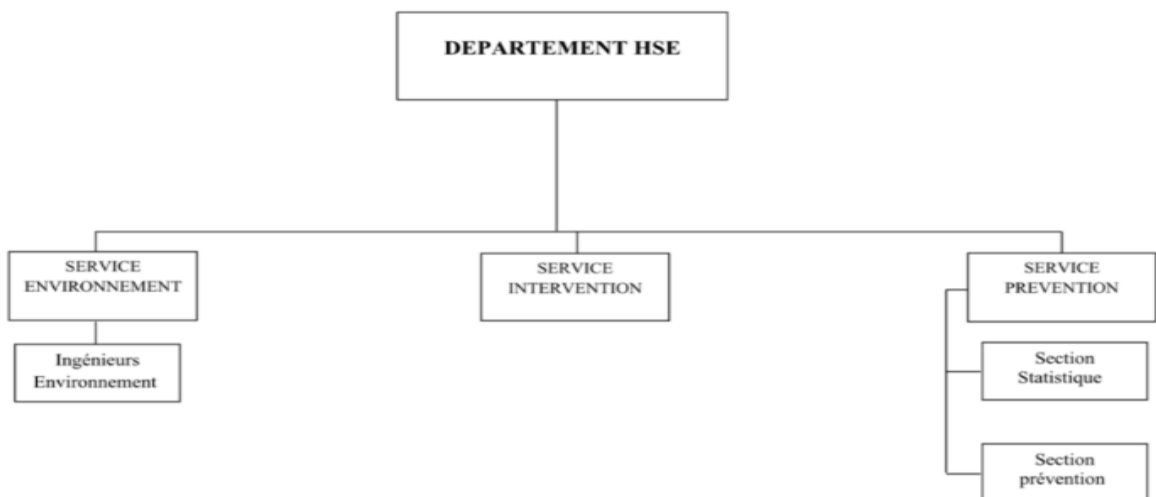 DEPARTEMENT HSE
SERVICE
ENVIRONNEMENT
SERVICE
INTERVENTION
SERVICE
PREVENTION
Ingénieurs
Environnement
Section
Statistique
Section
prévention